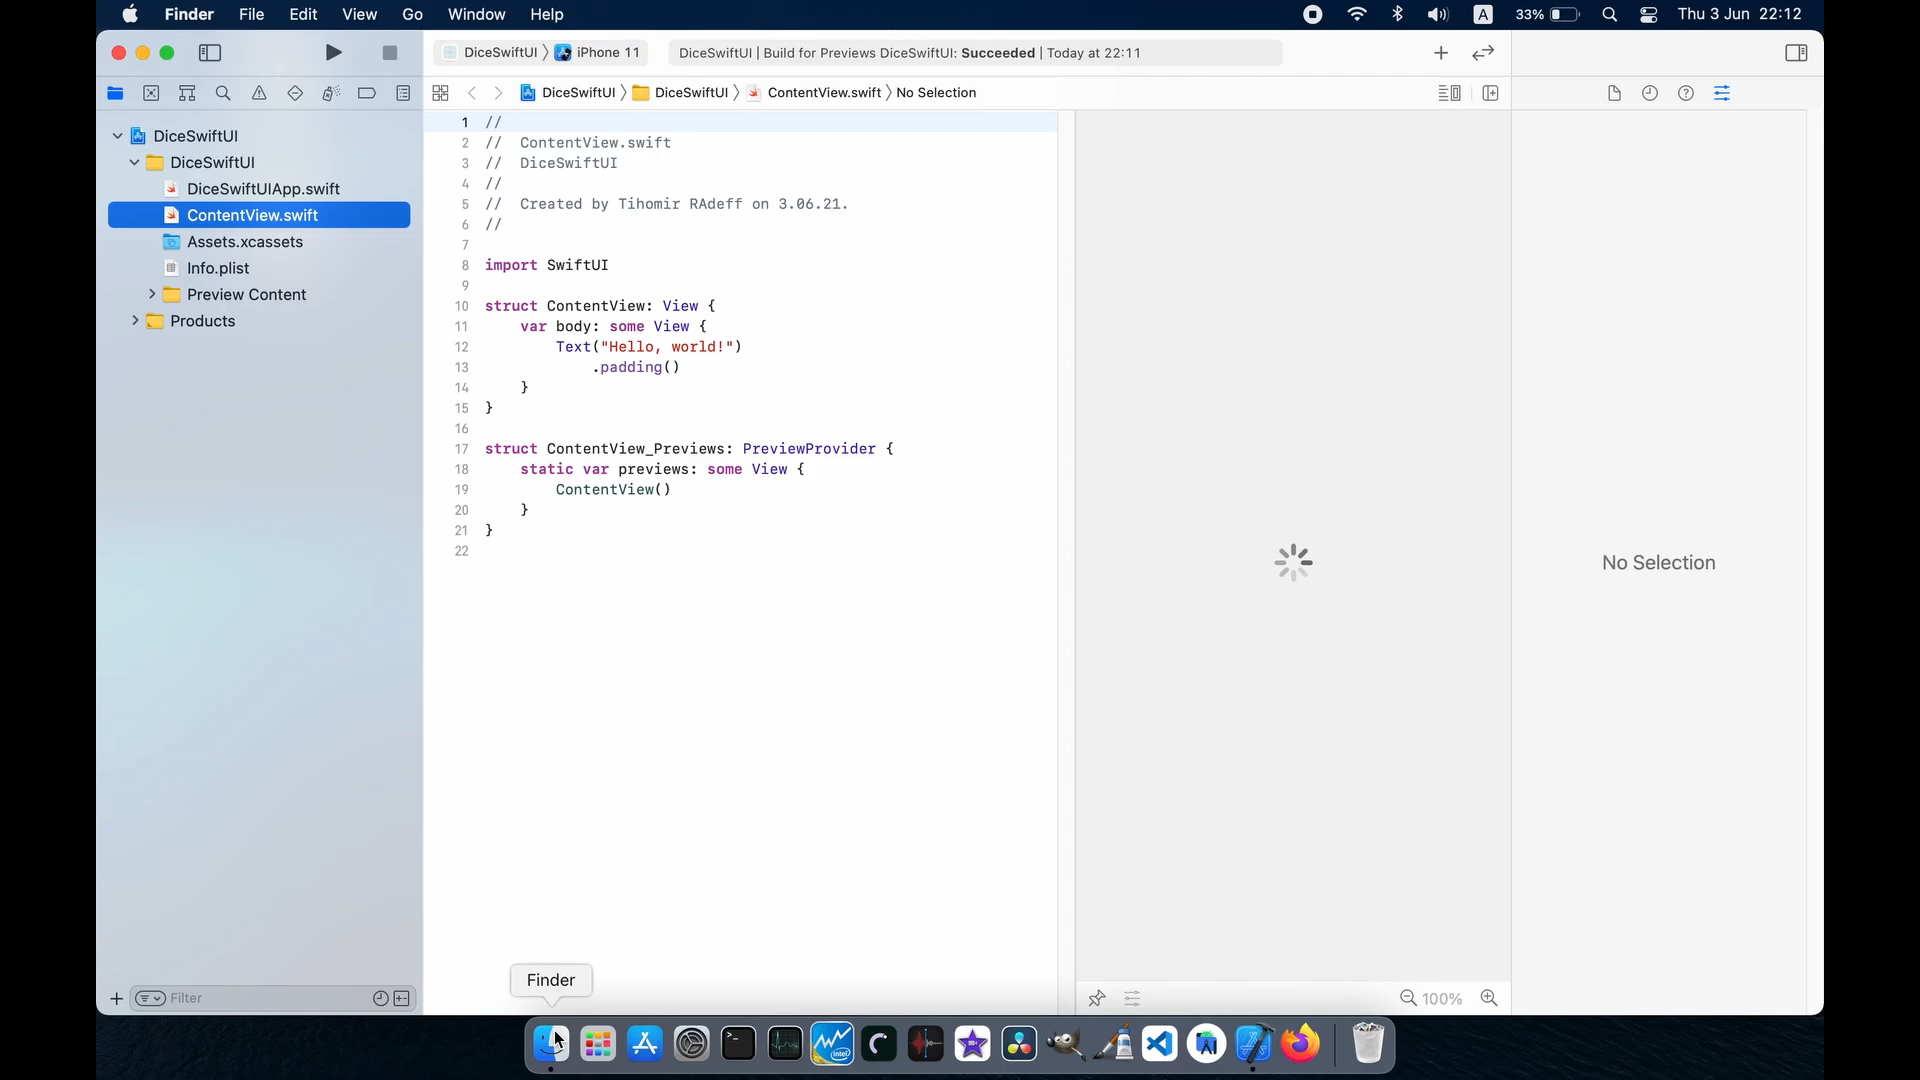 Finder File Edit View Go Window Help A 33% Thu 3 Jun 22:12
DiceSwiftUI iPhone 11 DiceSwiftUI | Build for Previews DiceSwiftUI: Succeeded | Today at 22:11
DiceSwiftUI DiceSwiftUI ContentView.swift No Selection
DiceSwiftUI
DiceSwiftUI
DiceSwiftUIApp.swift
ContentView.swift
Assets.xcassets
Info.plist
Preview Content
Products
1 //
2 // ContentView.swift
3 // DiceSwiftUI
4 //
5 // Created by Tihomir RAdeff on 3.06.21.
6 //
7
8 import SwiftUI
9
10 struct ContentView: View {
11 var body: some View {
12 Text("Hello, world!")
13 .padding()
14 }
15 }
16
17 struct ContentView_Previews: PreviewProvider {
18 static var previews: some View {
19 ContentView()
20 }
21 }
22
No Selection
Finder
Filter
100%
intel